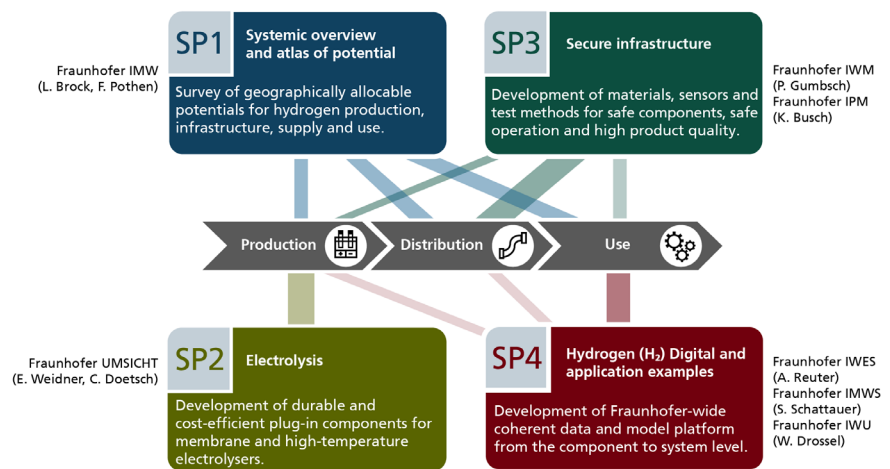 SP1
Systemic overview
and atlas of potential
Fraunhofer IMW
(L. Brock, F. Pothen)
Survey of geographically allocable
potentials for hydrogen production,
infrastructure, supply and use.
SP3
Secure infrastructure
Development of materials, sensors and
test methods for safe components, safe
operation and high product quality.
Fraunhofer IWM
(P. Gumbsch)
Fraunhofer IPM
(K. Busch)
Production
Distribution
Use
SP2
Electrolysis
Fraunhofer UMSICHT
(E. Weidner, C. Doetsch)
Development of durable and
cost-efficient plug-in components for
membrane and high-temperature
electrolysers.
SP4
Hydrogen (H₂) Digital and
application examples
Development of Fraunhofer-wide
coherent data and model platform
from the component to system level.
Fraunhofer IWES
(A. Reuter)
Fraunhofer IMWS
(S. Schattauer)
Fraunhofer IWU
(W. Drossel)